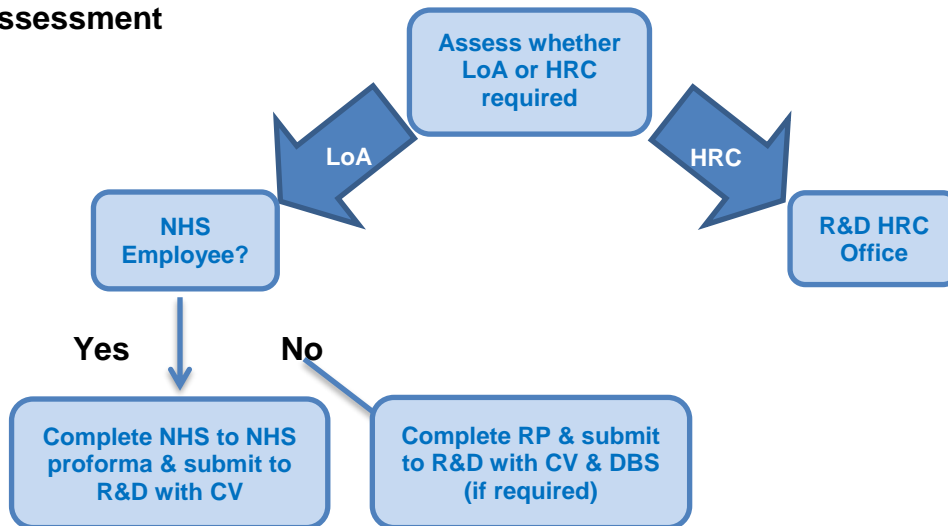 ssessment
Assess whether
LoA or HRC
required
LoA
HRC
NHS
Employee?
R&D HRC
Office
Yes
No
Complete NHS to NHS
proforma & submit to
R&D with CV
Complete RP & submit
to R&D with CV & DBS
(if required)